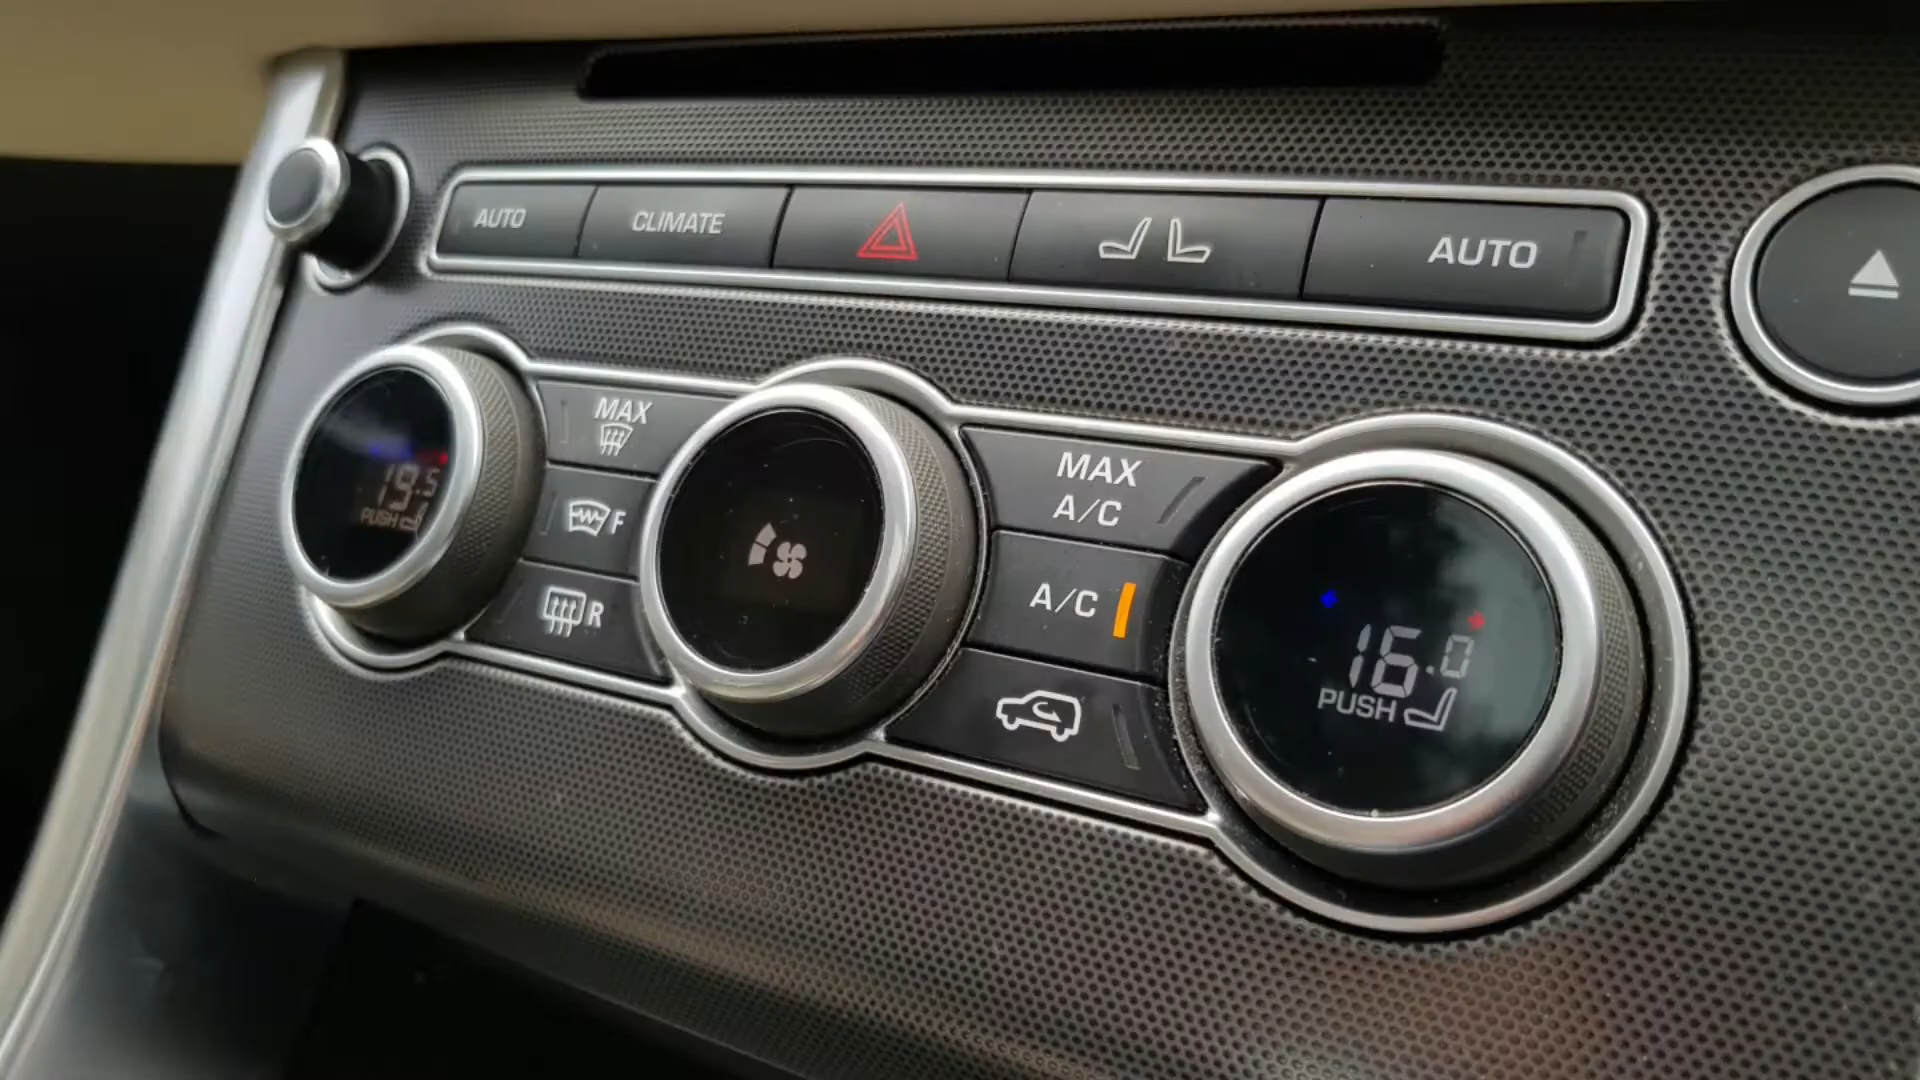 AUTO
CLIMATE
AUTO
19.5
PUSH
MAX
F
R
MAX
A/C
A/C
16.0
PUSH